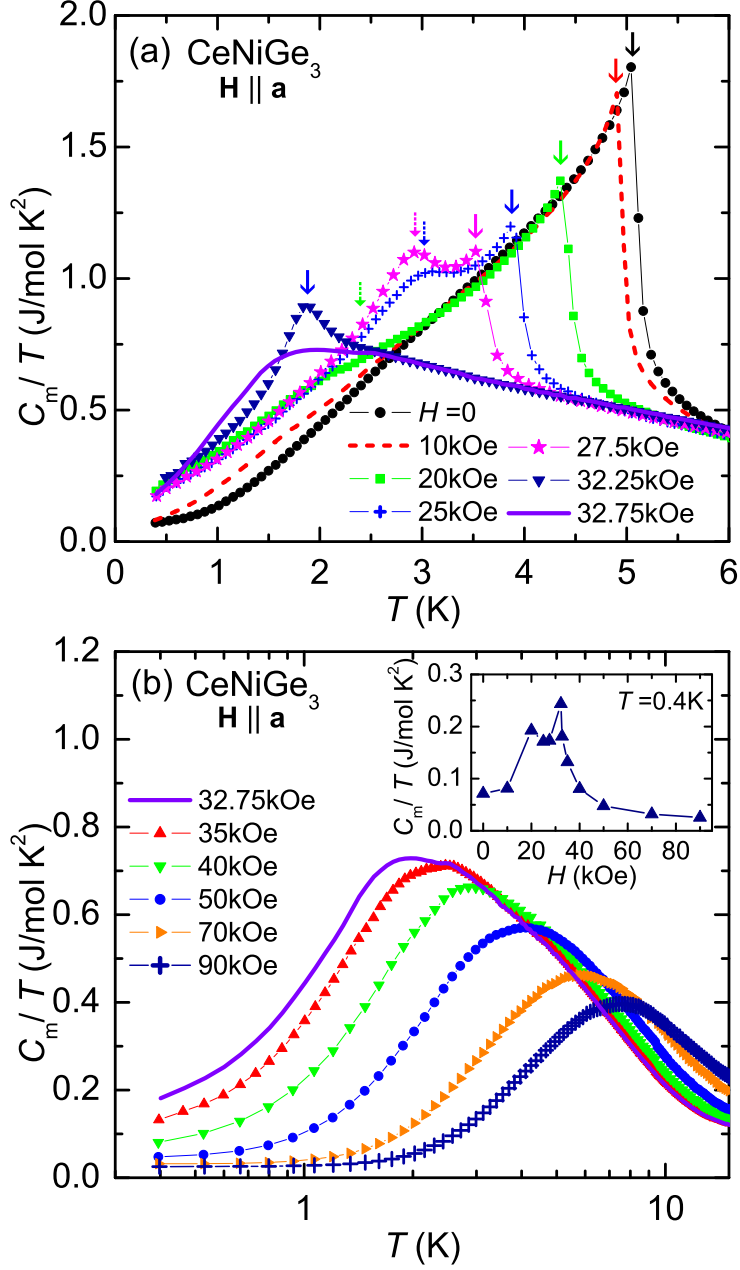 (a) CeNiGe₃
H || a
C_m / T (J/mol K²)
2.0
1.5
1.0
0.5
0.0
H =0
10kOe
20kOe
25kOe
27.5kOe
32.25kOe
32.75kOe
0 1 2 3 4 5 6
T (K)
(b) CeNiGe₃
H || a
C_m / T (J/mol K²)
1.2
1.0
0.8
0.6
0.4
0.2
0.0
32.75kOe
35kOe
40kOe
50kOe
70kOe
90kOe
C_m / T (J/mol K²)
0.3
0.2
0.1
0.0
T =0.4K
0 20 40 60 80
H (kOe)
1 10
T (K)